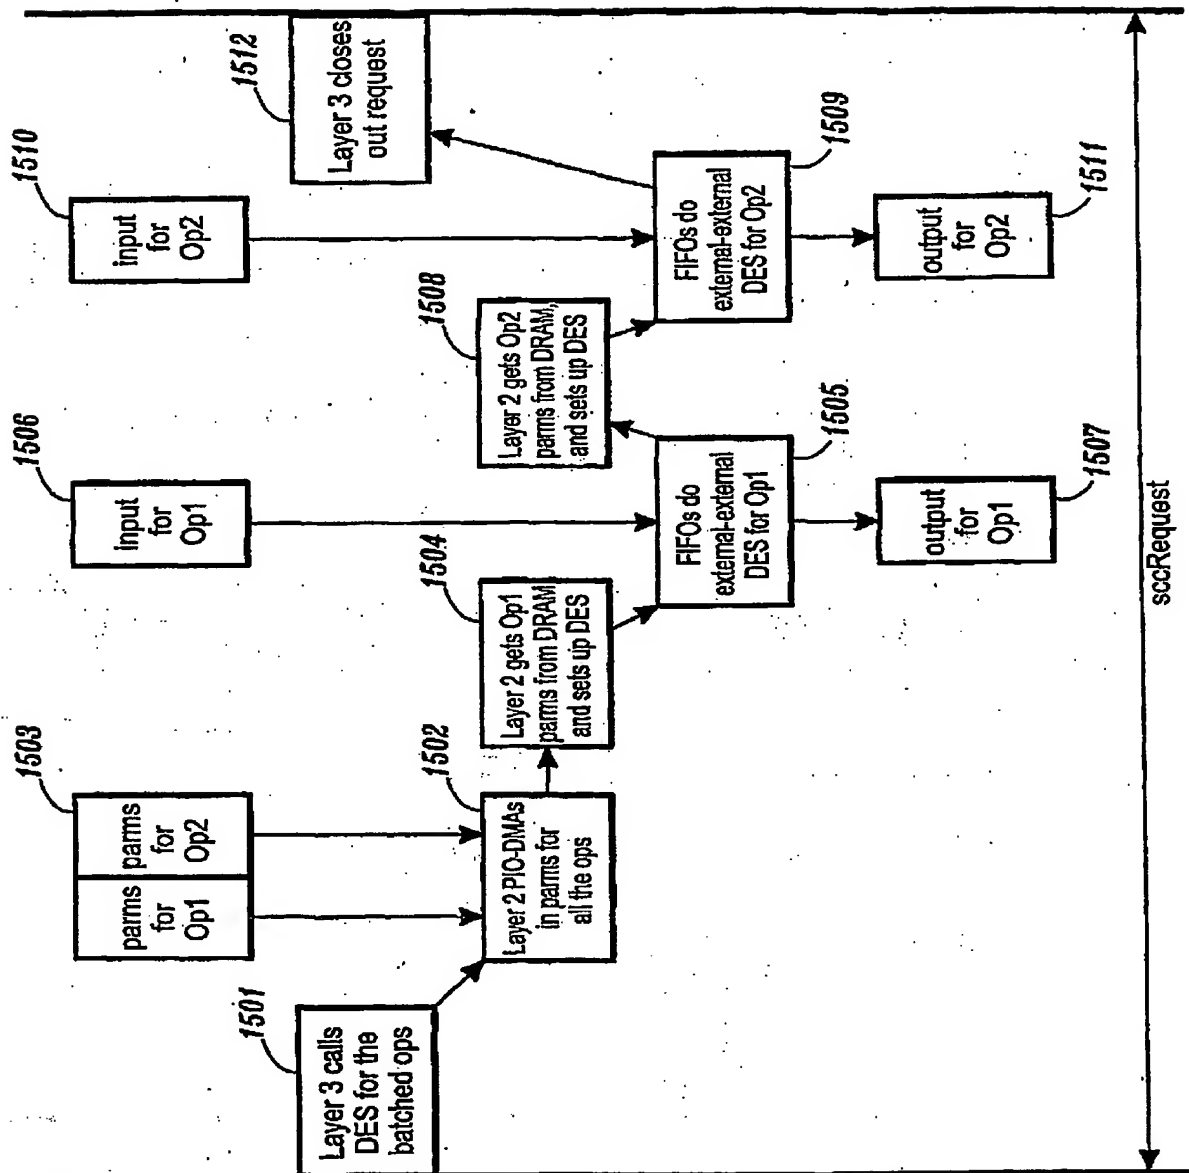 1501
Layer 3 calls
DES for the
batched ops
1503
parms
for
Op1
parms
for
Op2
1502
Layer 2 PIO-DMAs
in parms for
all the ops
1504
Layer 2 gets Op1
parms from DRAM
and sets up DES
1506
input
for
Op1
1505
FIFOs do
external-external
DES for Op1
1507
output
for
Op1
1508
Layer 2 gets Op2
parms from DRAM,
and sets up DES
1510
input
for
Op2
1509
FIFOs do
external-external
DES for Op2
1511
output
for
Op2
1512
Layer 3 closes
out request
sccRequest